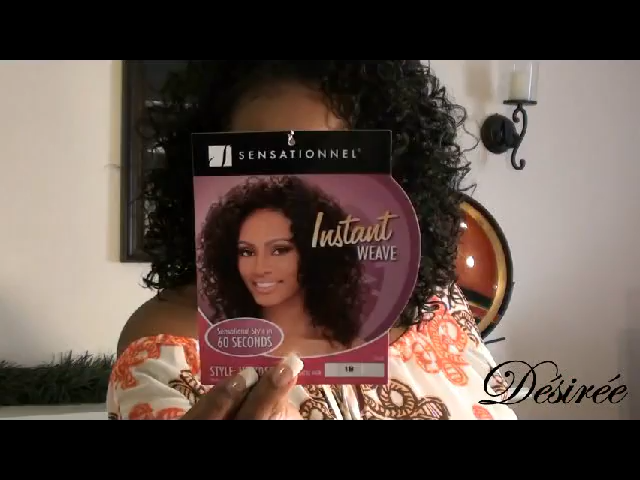 SENSATIONNEL
Instant
WEAVE
Sensational Style in
60 SECONDS
STYLE
1B
Désirée